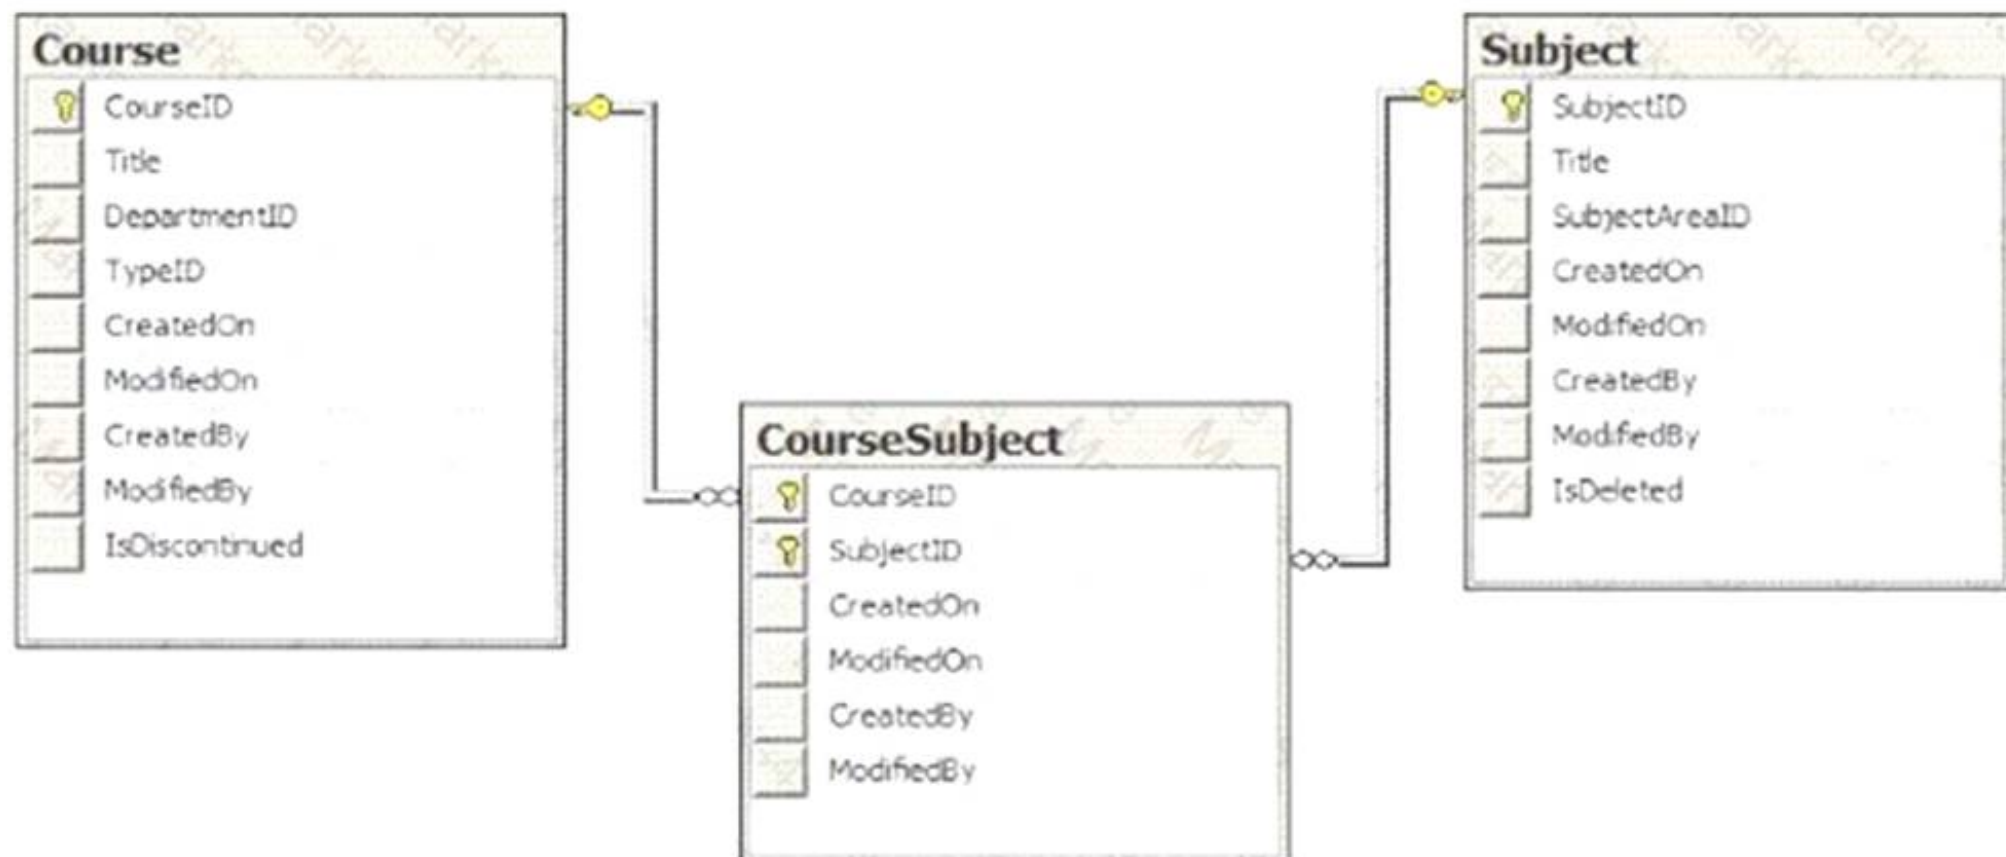 Course
CourseID
Title
DepartmentID
TypeID
CreatedOn
ModifiedOn
CreatedBy
ModifiedBy
IsDiscontinued
CourseSubject
CourseID
SubjectID
CreatedOn
ModifiedOn
CreatedBy
ModifiedBy
Subject
SubjectID
Title
SubjectAreaID
CreatedOn
ModifiedOn
CreatedBy
ModifiedBy
IsDeleted